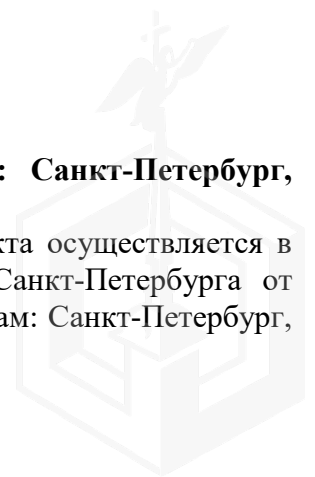 : Санкт-Петербург,
кта осуществляется в
Санкт-Петербурга от
ам: Санкт-Петербург,